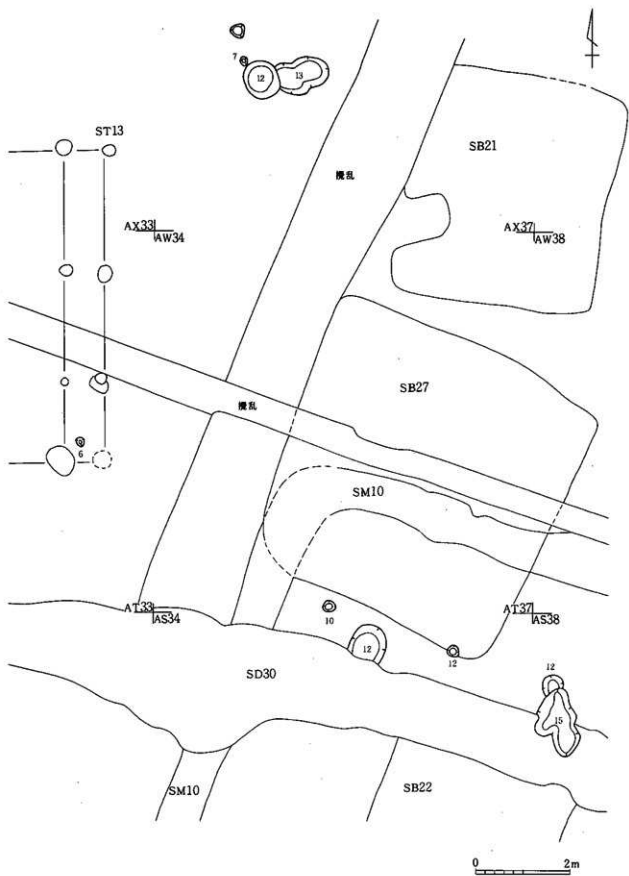 7
12
13
ST13
SB21
攪乱
AX33
AW34
AX37
AW38
攪乱
SB27
6
SM10
AT33
AS34
10
12
12
AT37
AS38
12
15
SD30
SM10
SB22
0 2m